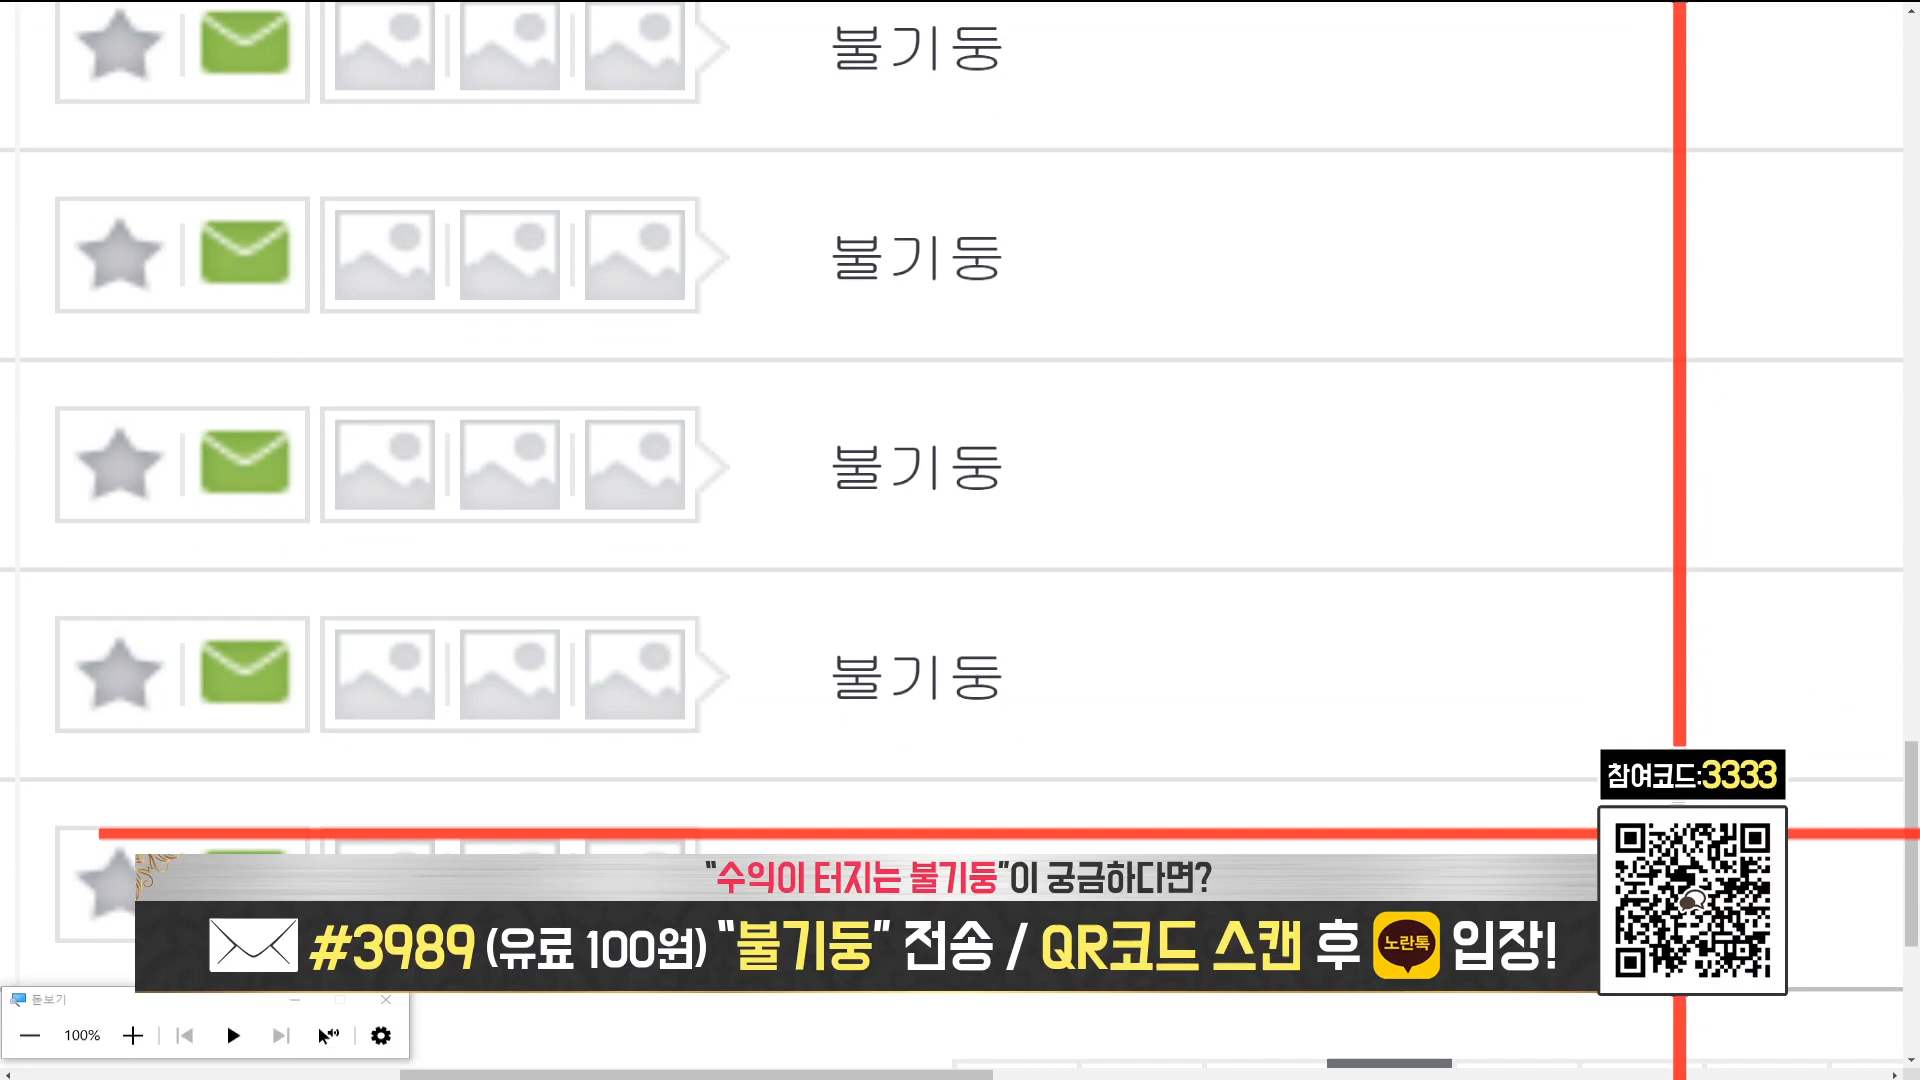 불기둥
불기둥
불기둥
불기둥
참여코드:3333
"수익이 터지는 불기둥"이 궁금하다면?
#3989 (유료 100원) "불기둥" 전송 / QR코드 스캔 후 노란톡 입장!
돋보기
100%